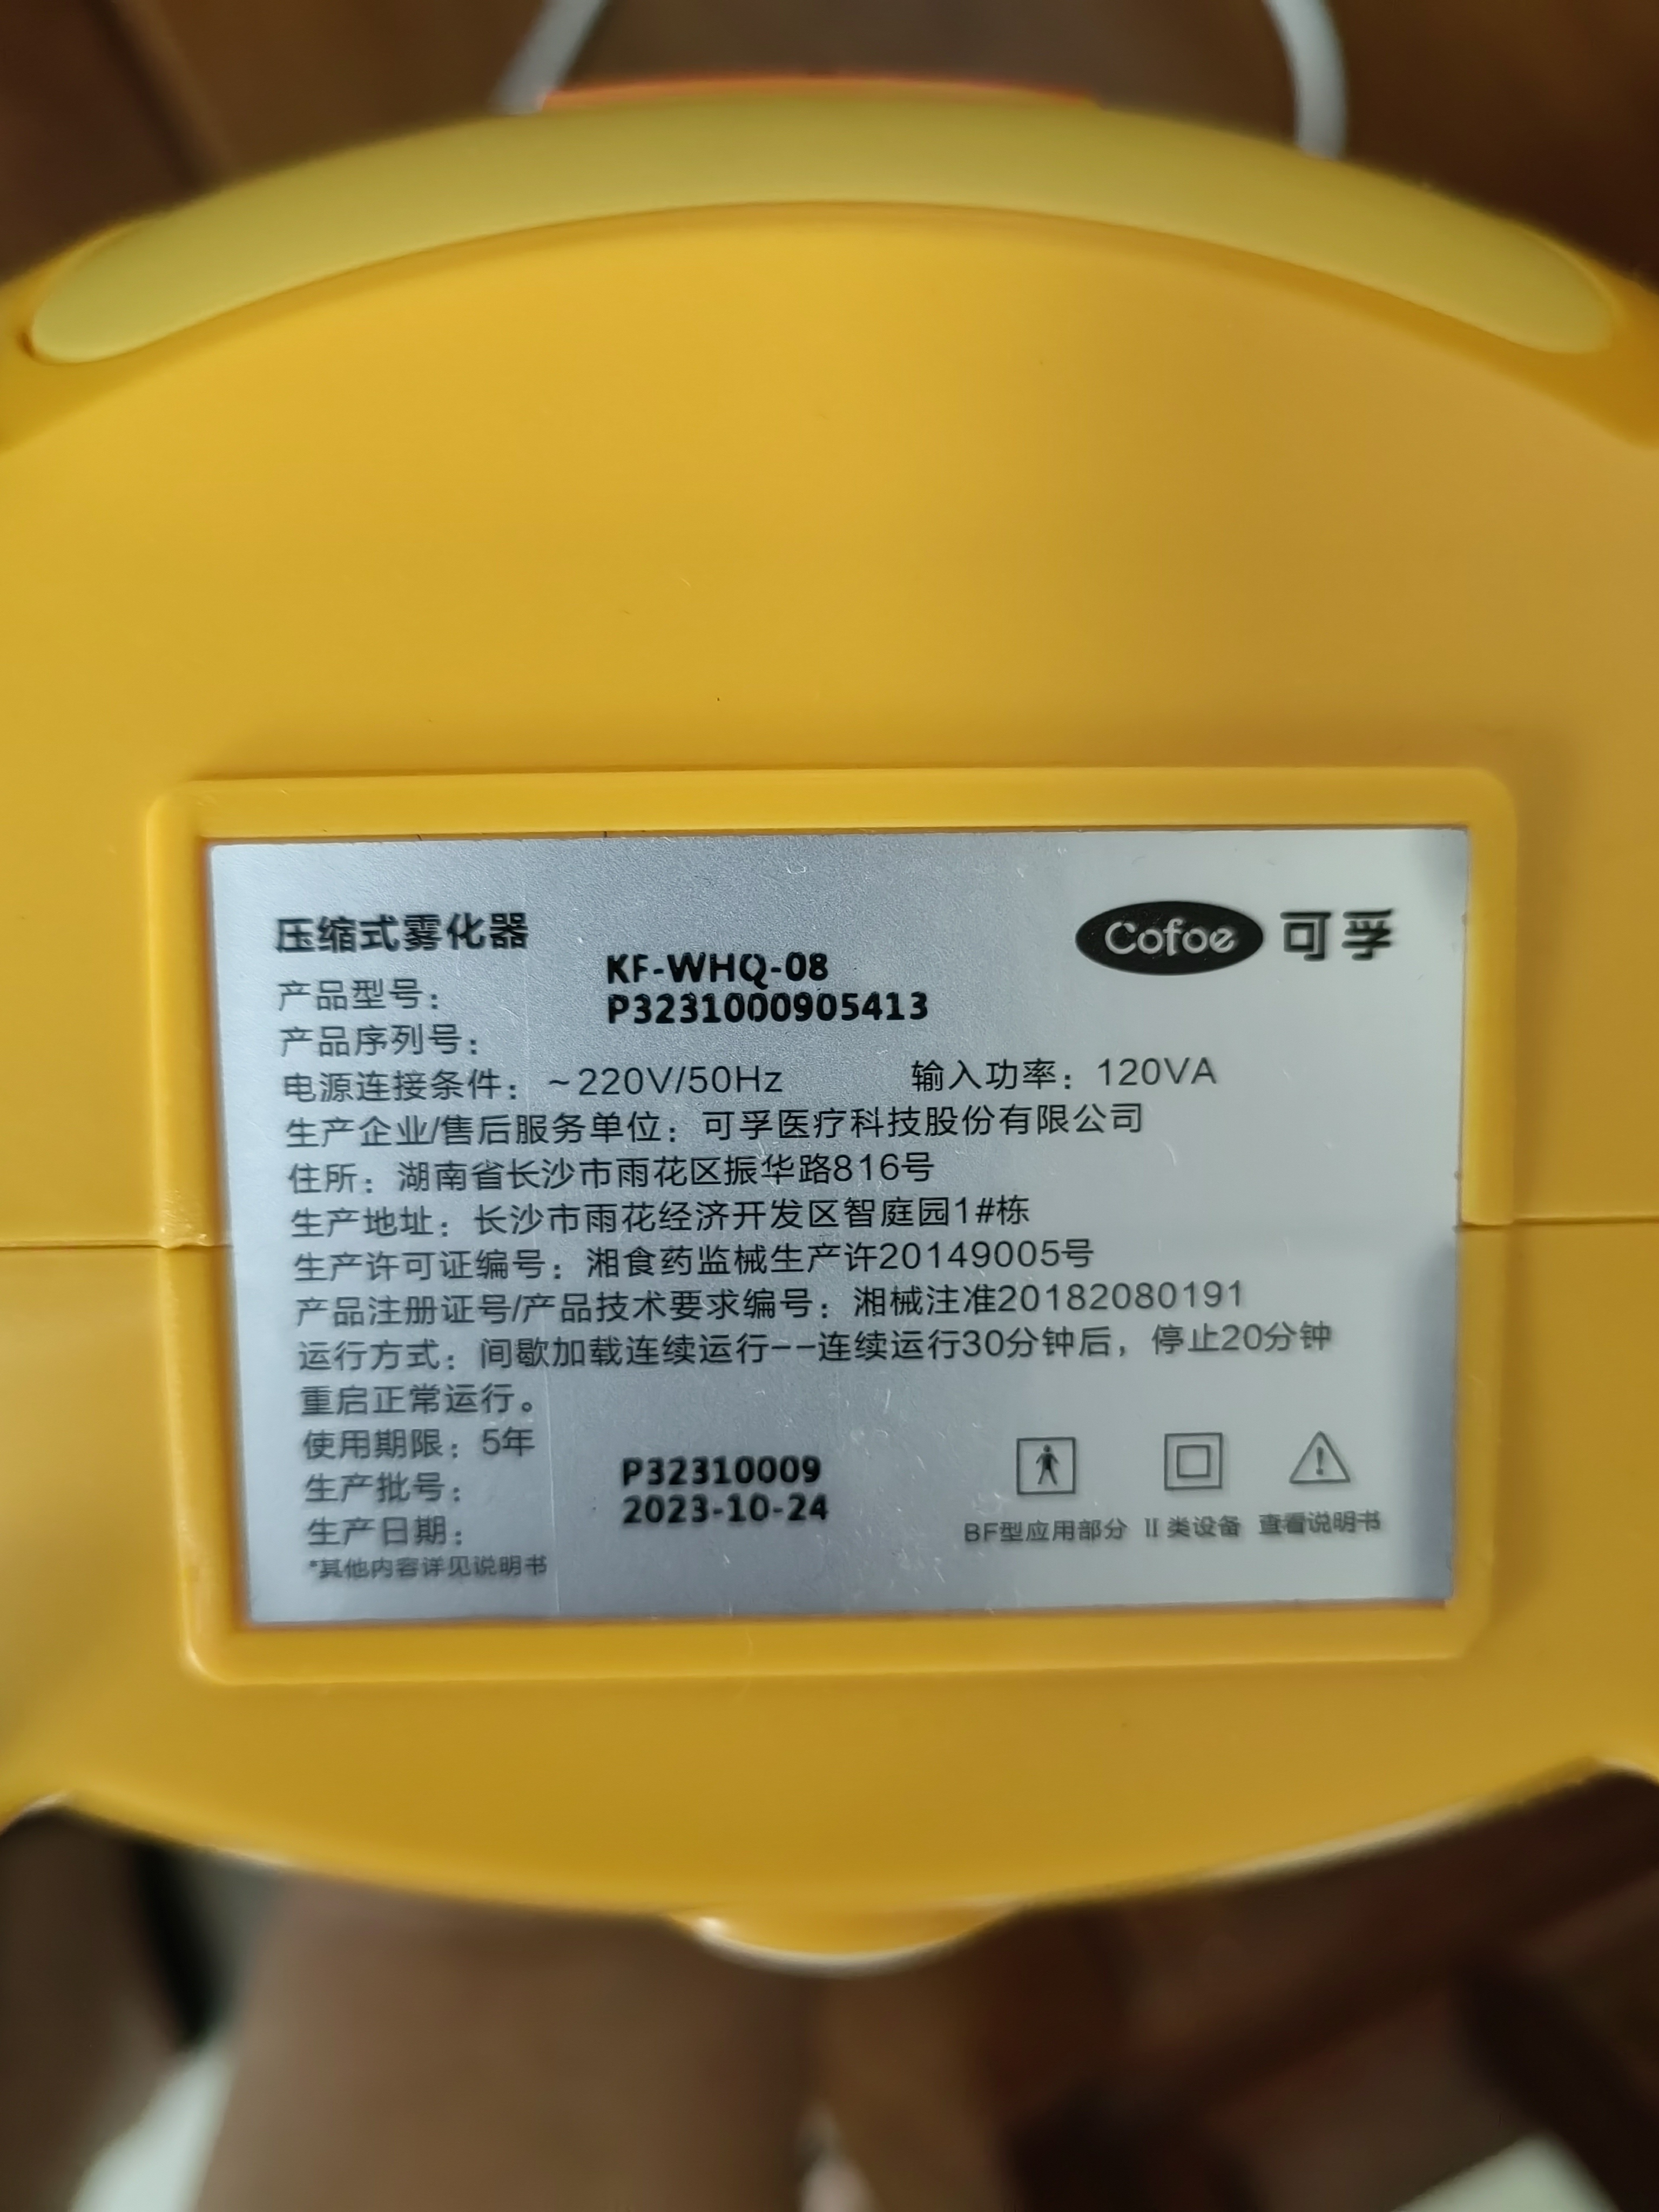 压缩式雾化器
Cofoe 可孚
产品型号: KF-WHQ-08
产品序列号: P3231000905413
电源连接条件: ~220V/50Hz 输入功率: 120VA
生产企业/售后服务单位: 可孚医疗科技股份有限公司
住所: 湖南省长沙市雨花区振华路816号
生产地址: 长沙市雨花经济开发区智庭园1#栋
生产许可证编号: 湘食药监械生产许20149005号
产品注册证号/产品技术要求编号: 湘械注准20182080191
运行方式: 间歇加载连续运行--连续运行30分钟后，停止20分钟
重启正常运行。
使用期限: 5年
生产批号: P32310009
生产日期: 2023-10-24
*其他内容详见说明书
BF型应用部分 II 类设备 查看说明书